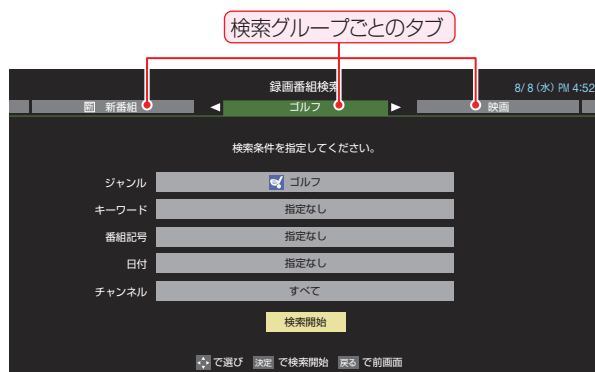 検索グループごとのタブ
録画番組検索
8/ 8 (水) PM 4:52
新 新番組 ◀ ゴルフ ▶ 映画
検索条件を指定してください。
ジャンル ゴルフ
キーワード 指定なし
番組記号 指定なし
日付 指定なし
チャンネル すべて
検索開始
で選び 決定 で検索開始 戻る で前画面